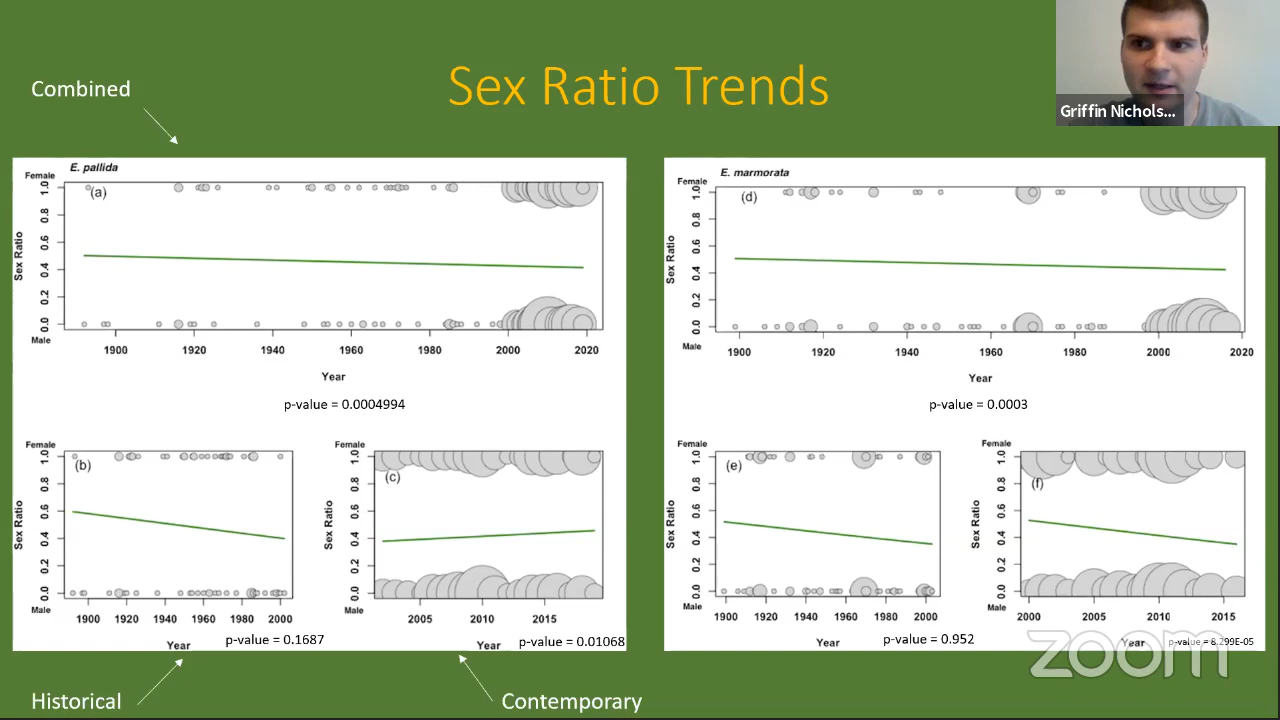 Sex Ratio Trends
Combined
Griffin Nichols...
E. pallida
Female
(a)
1.0
0.8
0.6
0.4
0.2
0.0
Sex Ratio
Male
1900 1920 1940 1960 1980 2000 2020
Year
p-value = 0.0004994
E. marmorata
Female
(d)
1.0
0.8
0.6
0.4
0.2
0.0
Sex Ratio
Male
1900 1920 1940 1960 1980 2000 2020
Year
p-value = 0.0003
Female
(b)
1.0
0.8
0.6
0.4
0.2
0.0
Sex Ratio
Male
1900 1920 1940 1960 1980 2000
Year
p-value = 0.1687
Female
(c)
1.0
0.8
0.6
0.4
0.2
0.0
Sex Ratio
Male
2005 2010 2015
Year
p-value = 0.01068
Female
(e)
1.0
0.8
0.6
0.4
0.2
0.0
Sex Ratio
Male
1900 1920 1940 1960 1980 2000
Year
p-value = 0.952
Female
(f)
1.0
0.8
0.6
0.4
0.2
0.0
Sex Ratio
Male
2000 2005 2010 2015
Year
p-value = 8.299E-05
zoom
Historical
Contemporary